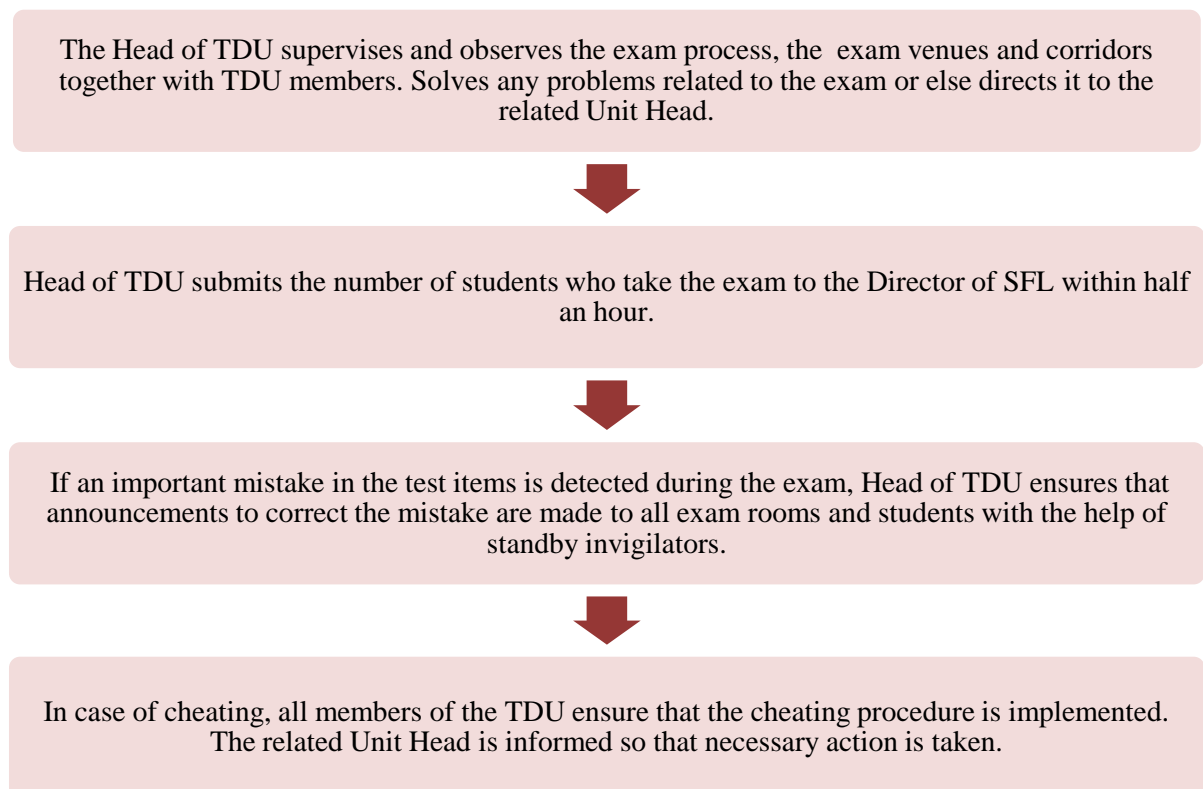 The Head of TDU supervises and observes the exam process, the  exam venues and corridors
together with TDU members. Solves any problems related to the exam or else directs it to the
related Unit Head.
Head of TDU submits the number of students who take the exam to the Director of SFL within half
an hour.
If an important mistake in the test items is detected during the exam, Head of TDU ensures that
announcements to correct the mistake are made to all exam rooms and students with the help of
standby invigilators.
In case of cheating, all members of the TDU ensure that the cheating procedure is implemented.
The related Unit Head is informed so that necessary action is taken.